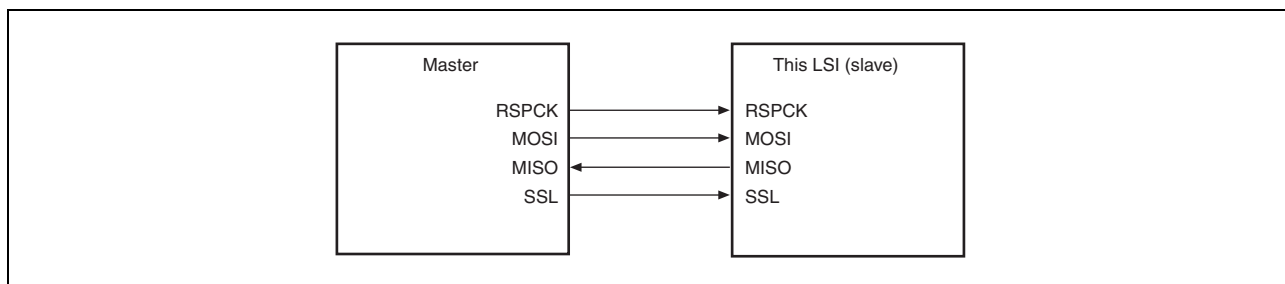 Master
This LSI (slave)
RSPCK
RSPCK
MOSI
MOSI
MISO
MISO
SSL
SSL